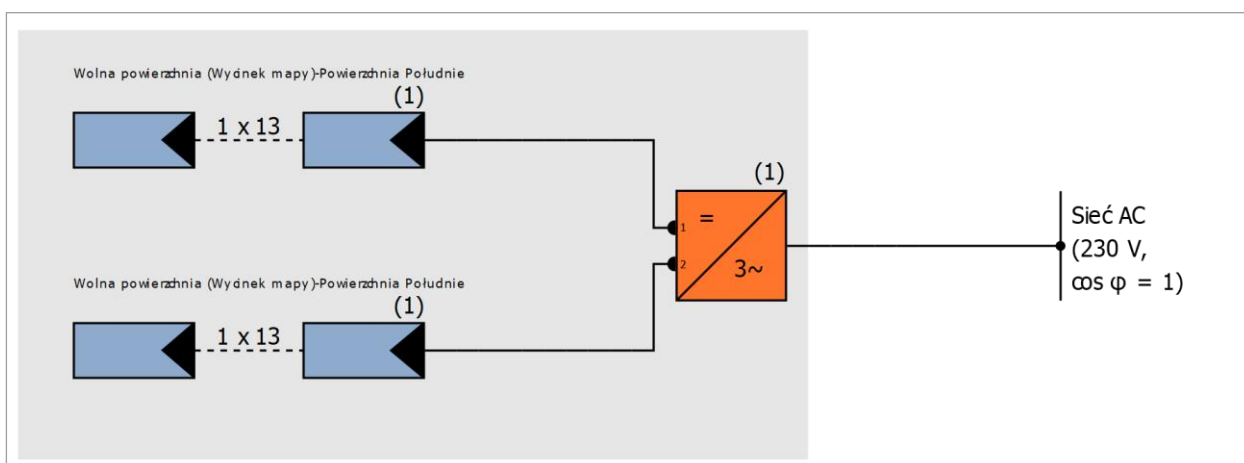 Wolna powierzchnia (Wycinek mapy)-Powierzchnia Południe
(1)
1 x 13
(1)
1
=
2
3~
Sieć AC
(230 V,
cos φ = 1)
Wolna powierzchnia (Wycinek mapy)-Powierzchnia Południe
(1)
1 x 13